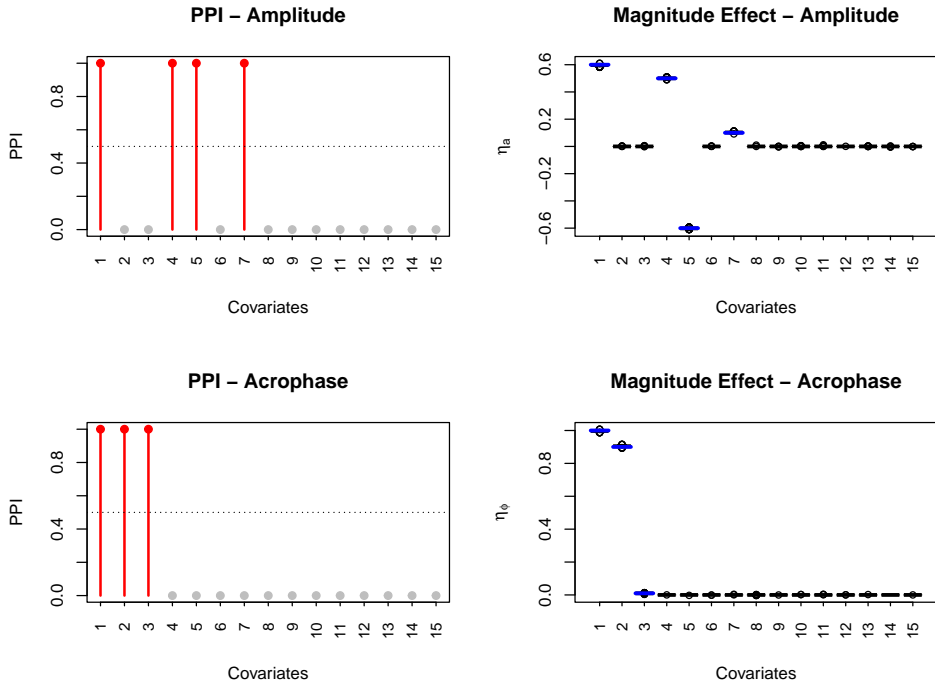 PPI − Amplitude
PPI
0.0 0.4 0.8
1 2 3 4 5 6 7 8 9 10 11 12 13 14 15
Covariates
Magnitude Effect − Amplitude
ηa
−0.6 −0.2 0.2 0.6
1 2 3 4 5 6 7 8 9 10 11 12 13 14 15
Covariates
PPI − Acrophase
PPI
0.0 0.4 0.8
1 2 3 4 5 6 7 8 9 10 11 12 13 14 15
Covariates
Magnitude Effect − Acrophase
ηϕ
0.0 0.4 0.8
1 2 3 4 5 6 7 8 9 10 11 12 13 14 15
Covariates